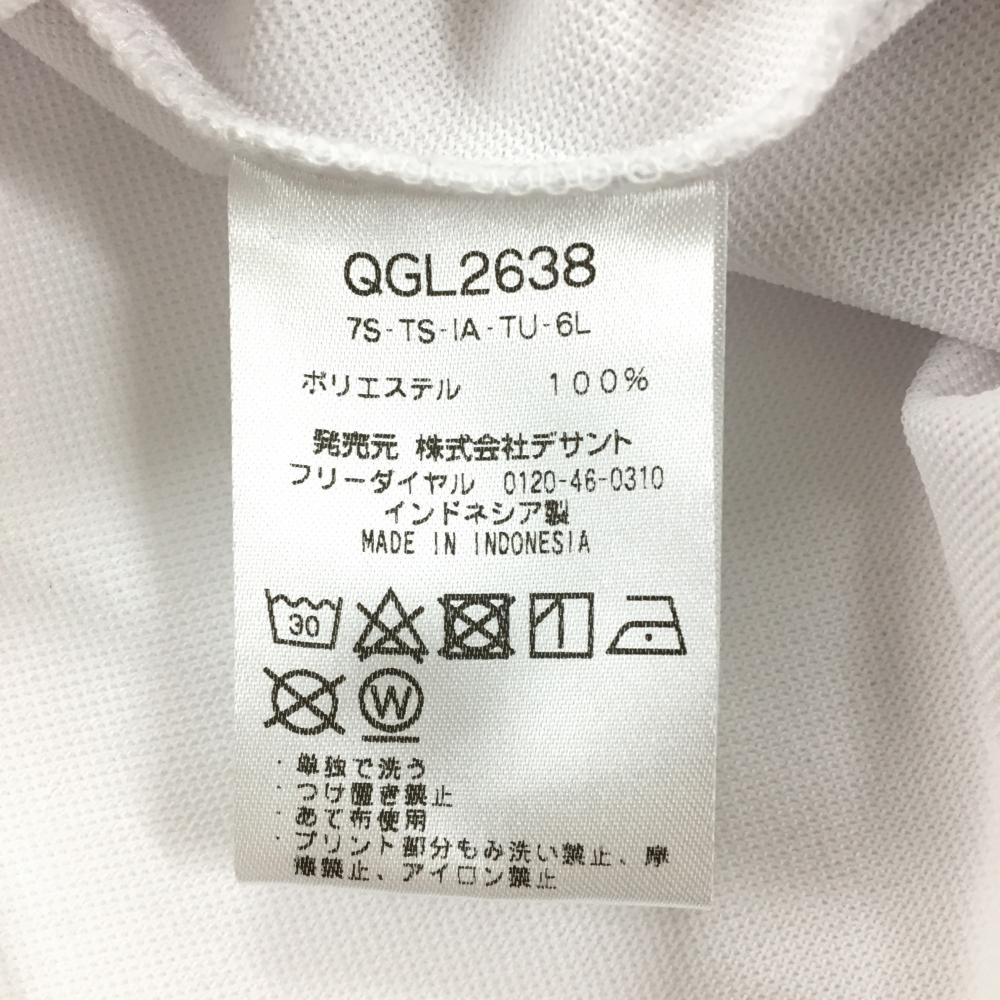 QGL2638
7S-TS-IA-TU-6L
ポリエステル 100%
発売元 株式会社デサント
フリーダイヤル 0120-46-0310
インドネシア製
MADE IN INDONESIA
30
W
・単独で洗う
・つけ置き禁止
・あて布使用
・プリント部分もみ洗い禁止、摩
擦禁止、アイロン禁止